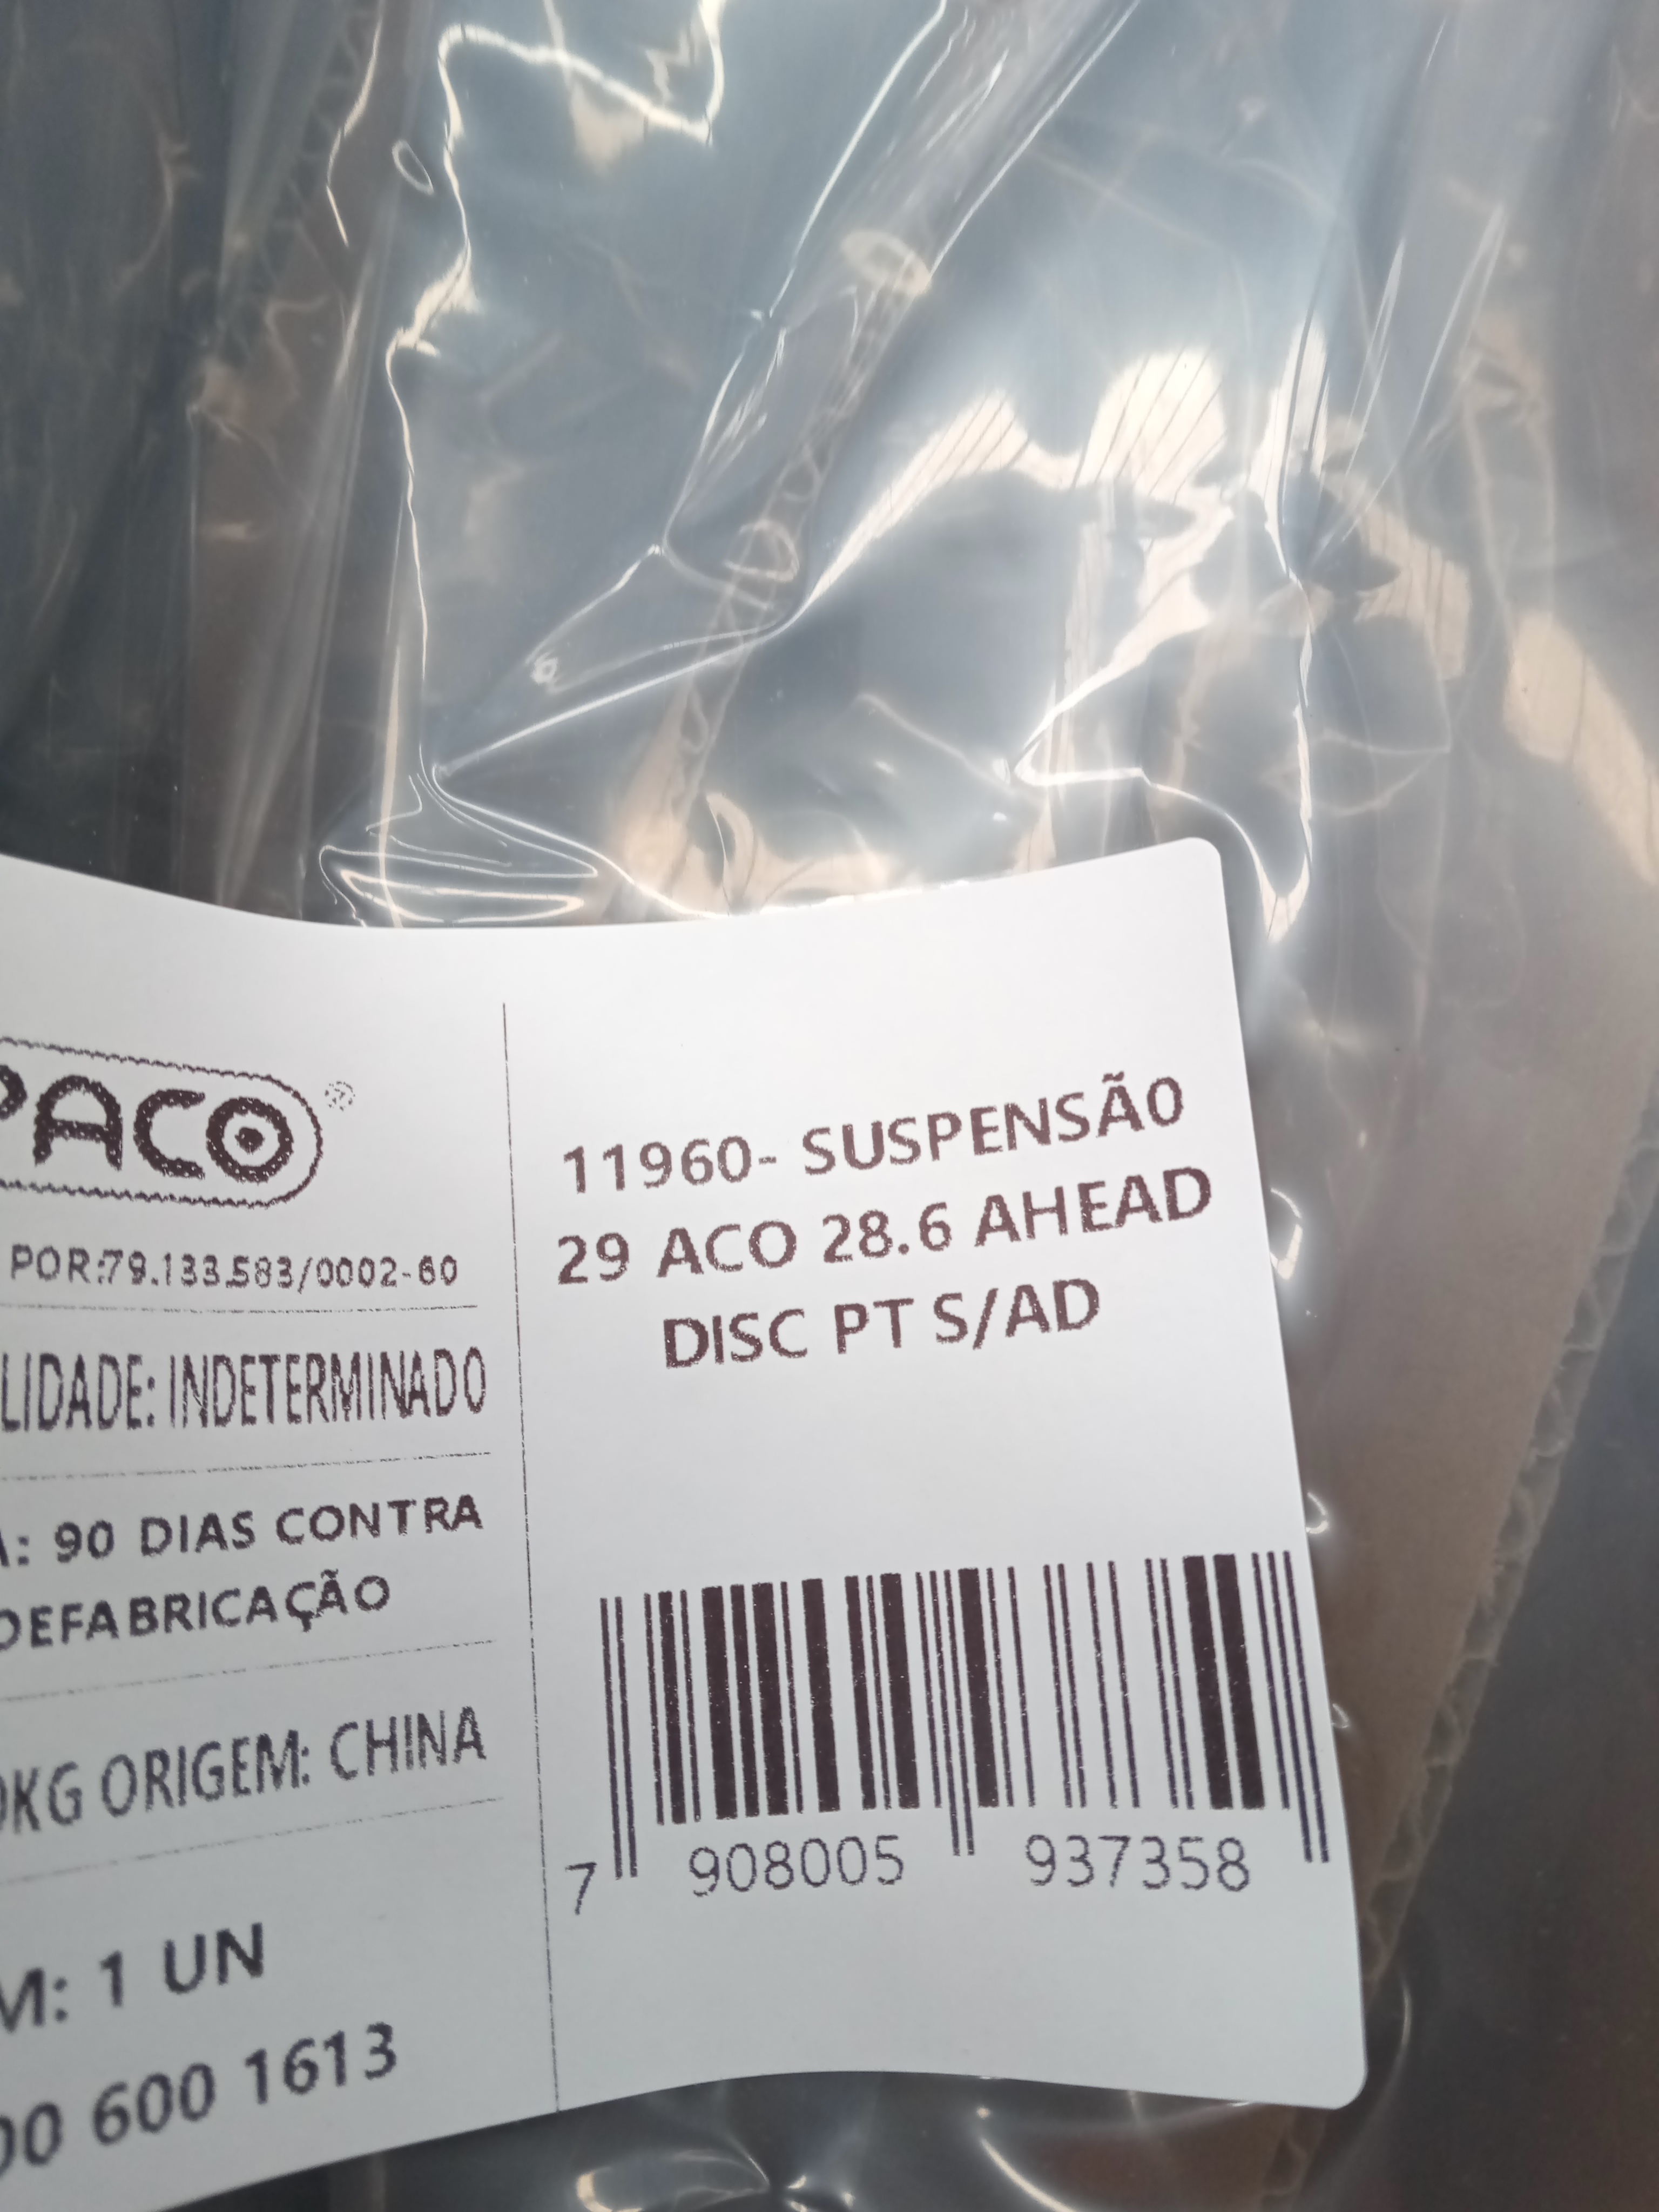 PACO
POR:79.133.583/0002-60
LIDADE: INDETERMINADO
A: 90 DIAS CONTRA
DEFABRICAÇÃO
0KG ORIGEM: CHINA
M: 1 UN
00 600 1613
11960- SUSPENSÃO
29 ACO 28.6 AHEAD
DISC PT S/AD
7 908005 937358